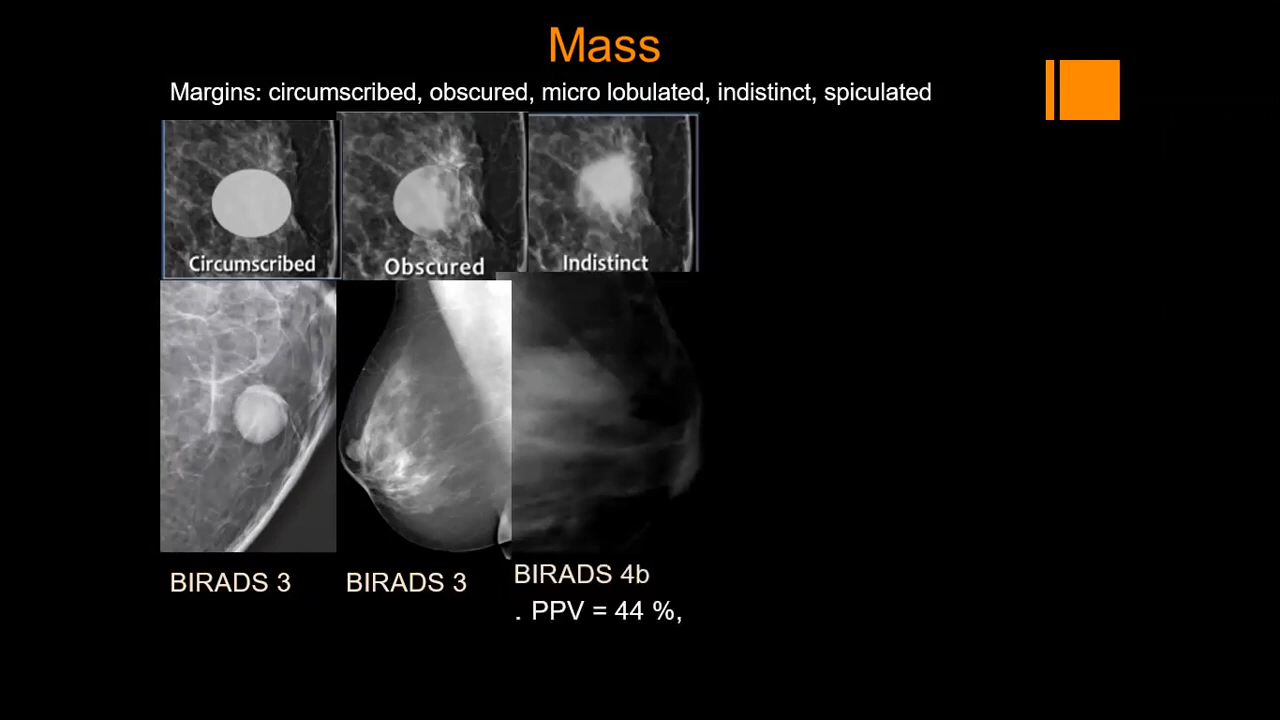 Mass
Margins: circumscribed, obscured, micro lobulated, indistinct, spiculated
Circumscribed
Obscured
Indistinct
BIRADS 3
BIRADS 3
BIRADS 4b
. PPV = 44 %,